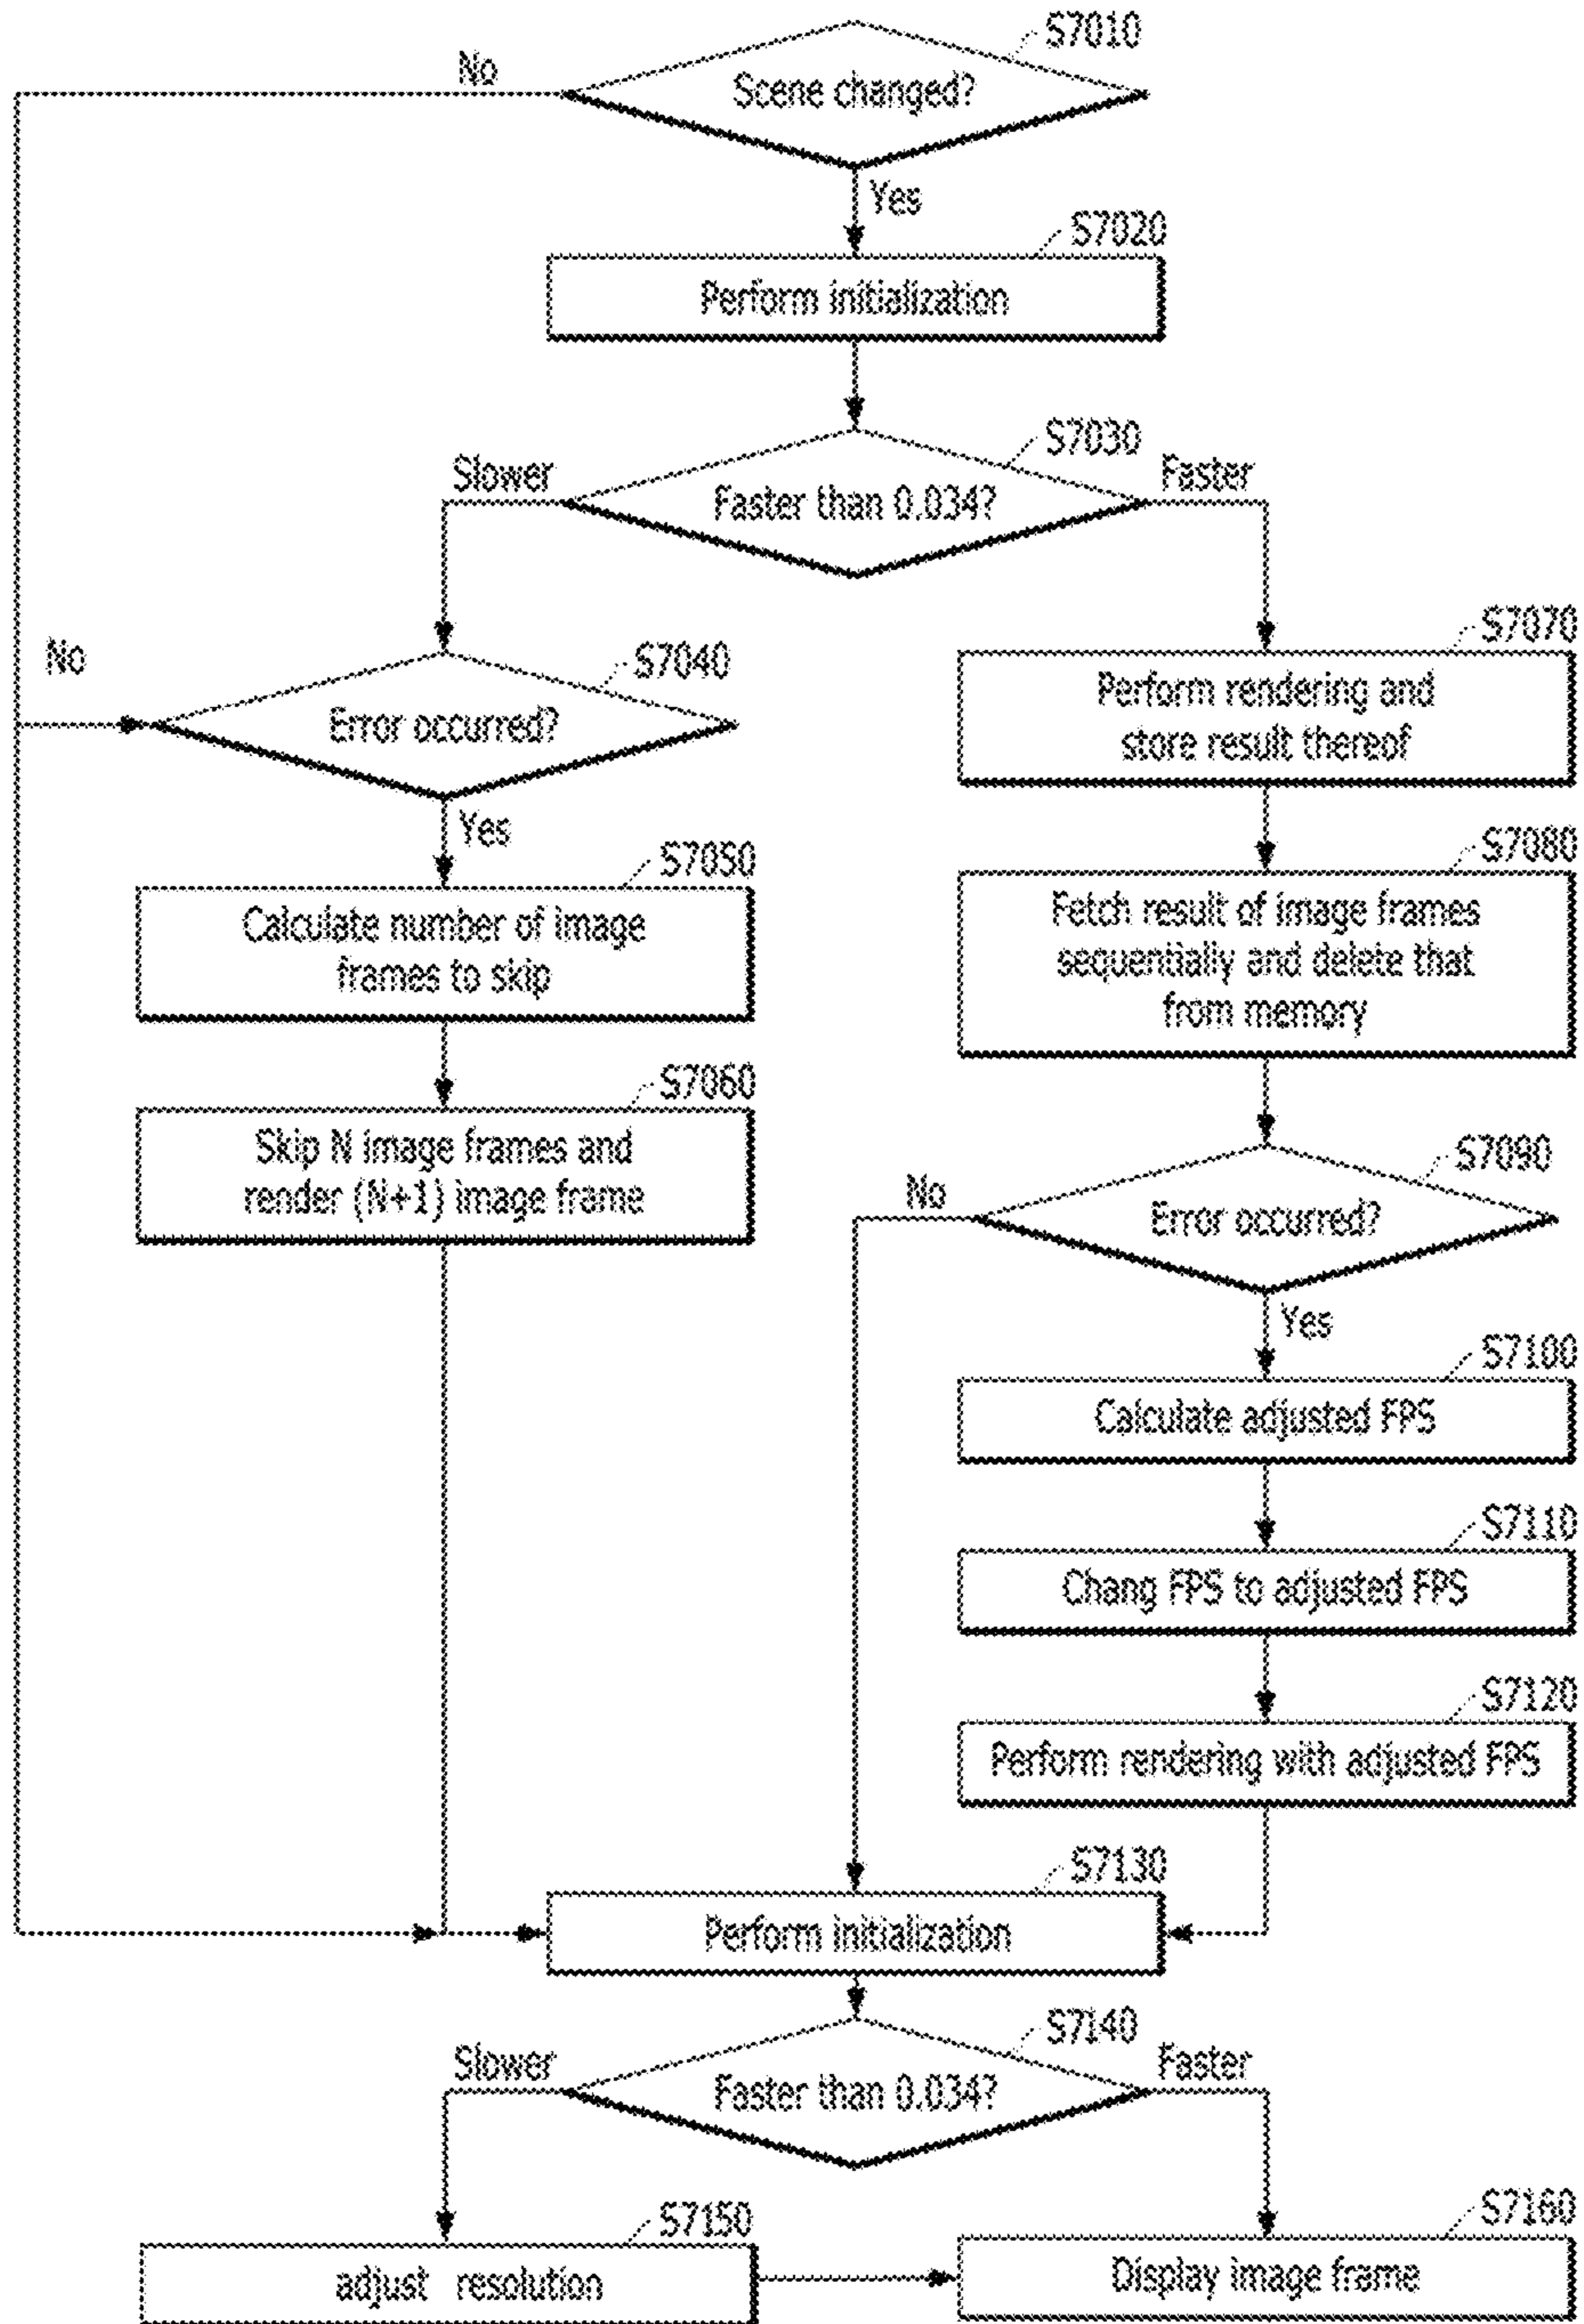 S7010
No
Scene changed?
Yes
S7020
Perform initialization
S7030
Slower
Faster
Faster than 0.034?
S7070
No
S7040
Perform rendering and
store result thereof
Error occurred?
Yes
S7050
S7080
Calculate number of image
frames to skip
Fetch result of image frames
sequentially and delete that
from memory
S7060
Skip N image frames and
render (N+1) image frame
S7090
No
Error occurred?
Yes
S7100
Calculate adjusted FPS
S7110
Chang FPS to adjusted FPS
S7120
Perform rendering with adjusted FPS
S7130
Perform initialization
S7140
Slower
Faster
Faster than 0.034?
S7150
S7160
adjust resolution
Display image frame